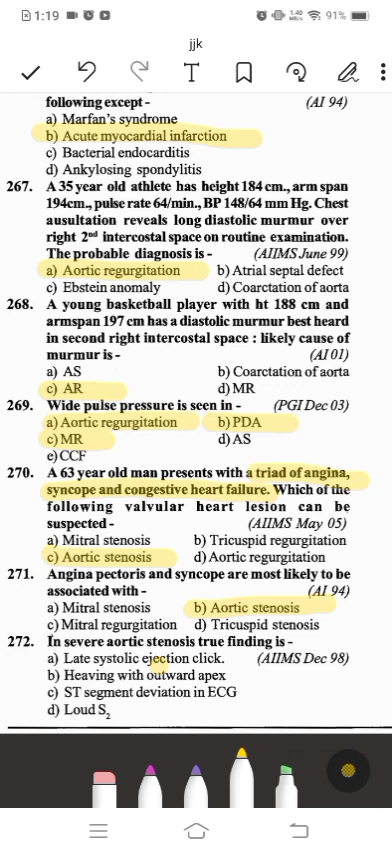 1:19
1.40
MB/s
91%
jjk
T
following except - (AI 94)
a) Marfan's syndrome
b) Acute myocardial infarction
c) Bacterial endocarditis
d) Ankylosing spondylitis
267. A 35 year old athlete has height 184 cm., arm span
194cm., pulse rate 64/min., BP 148/64 mm Hg. Chest
ausultation reveals long diastolic murmur over
right 2nd intercostal space on routine examination.
The probable diagnosis is - (AIIMS June 99)
a) Aortic regurgitation b) Atrial septal defect
c) Ebstein anomaly d) Coarctation of aorta
268. A young basketball player with ht 188 cm and
armspan 197 cm has a diastolic murmur best heard
in second right intercostal space : likely cause of
murmur is - (AI 01)
a) AS b) Coarctation of aorta
c) AR d) MR
269. Wide pulse pressure is seen in - (PGI Dec 03)
a) Aortic regurgitation b) PDA
c) MR d) AS
e) CCF
270. A 63 year old man presents with a triad of angina,
syncope and congestive heart failure. Which of the
following valvular heart lesion can be
suspected - (AIIMS May 05)
a) Mitral stenosis b) Tricuspid regurgitation
c) Aortic stenosis d) Aortic regurgitation
271. Angina pectoris and syncope are most likely to be
associated with - (AI 94)
a) Mitral stenosis b) Aortic stenosis
c) Mitral regurgitation d) Tricuspid stenosis
272. In severe aortic stenosis true finding is -
a) Late systolic ejection click. (AIIMS Dec 98)
b) Heaving with outward apex
c) ST segment deviation in ECG
d) Loud S2